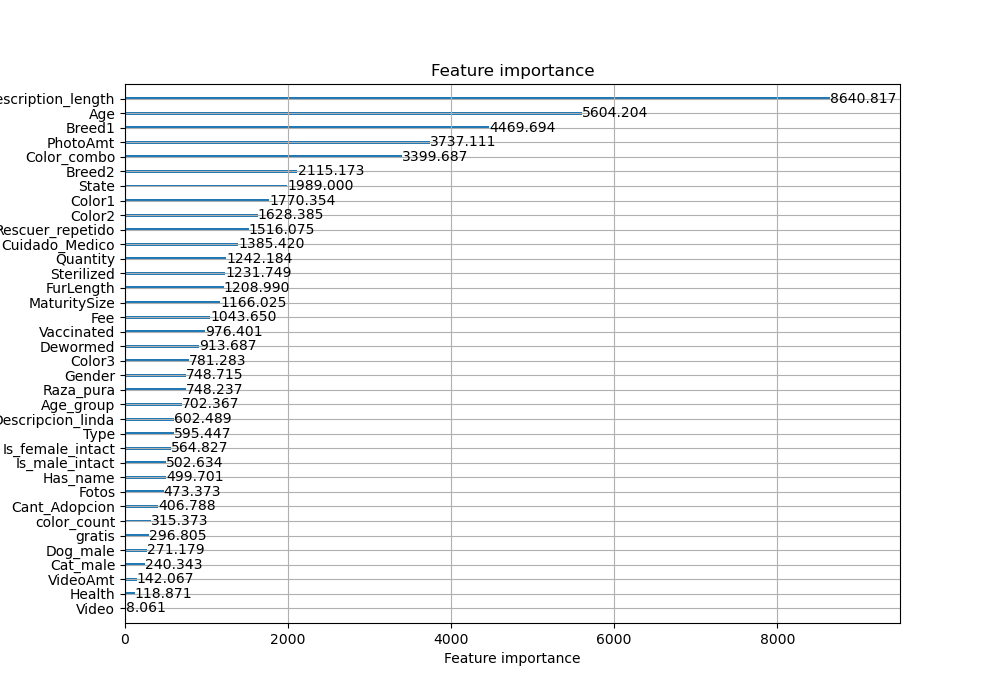 Feature importance
escription_length 8640.817
Age 5604.204
Breed1 4469.694
PhotoAmt 3737.111
Color_combo 3399.687
Breed2 2115.173
State 1989.000
Color1 1770.354
Color2 1628.385
Rescuer_repetido 1516.075
Cuidado_Medico 1385.420
Quantity 1242.184
Sterilized 1231.749
FurLength 1208.990
MaturitySize 1166.025
Fee 1043.650
Vaccinated 976.401
Dewormed 913.687
Color3 781.283
Gender 748.715
Raza_pura 748.237
Age_group 702.367
Descripcion_linda 602.489
Type 595.447
Is_female_intact 564.827
Is_male_intact 502.634
Has_name 499.701
Fotos 473.373
Cant_Adopcion 406.788
color_count 315.373
gratis 296.805
Dog_male 271.179
Cat_male 240.343
VideoAmt 142.067
Health 118.871
Video 8.061
0 2000 4000 6000 8000
Feature importance